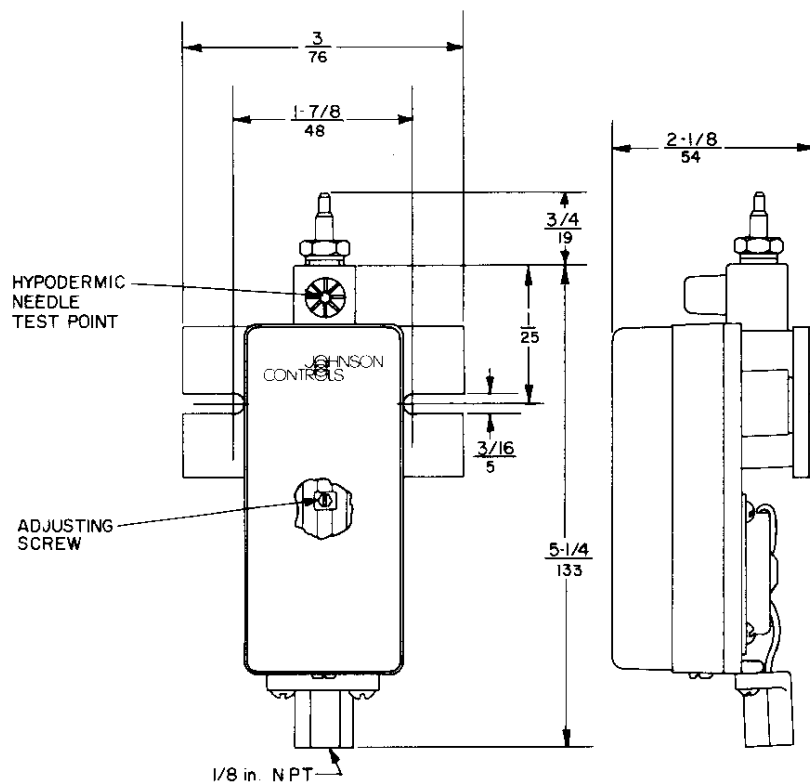 3
76
1-7/8
48
2-1/8
54
3/4
19
HYPODERMIC
NEEDLE
TEST POINT
25
JOHNSON
CONTROLS
3/16
5
ADJUSTING
SCREW
5-1/4
133
1/8 in. NPT